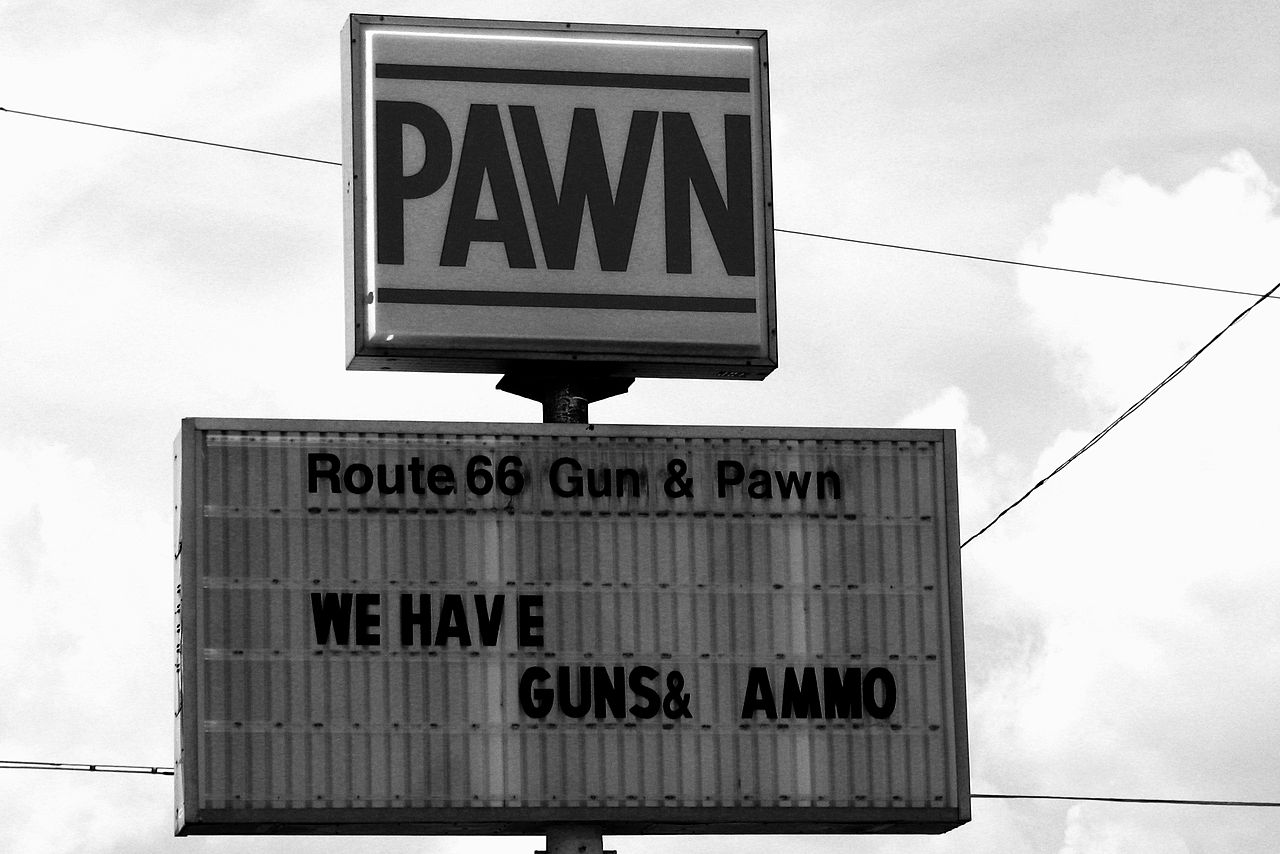 PAWN
Route 66 Gun & Pawn
WE HAVE
GUNS& AMMO